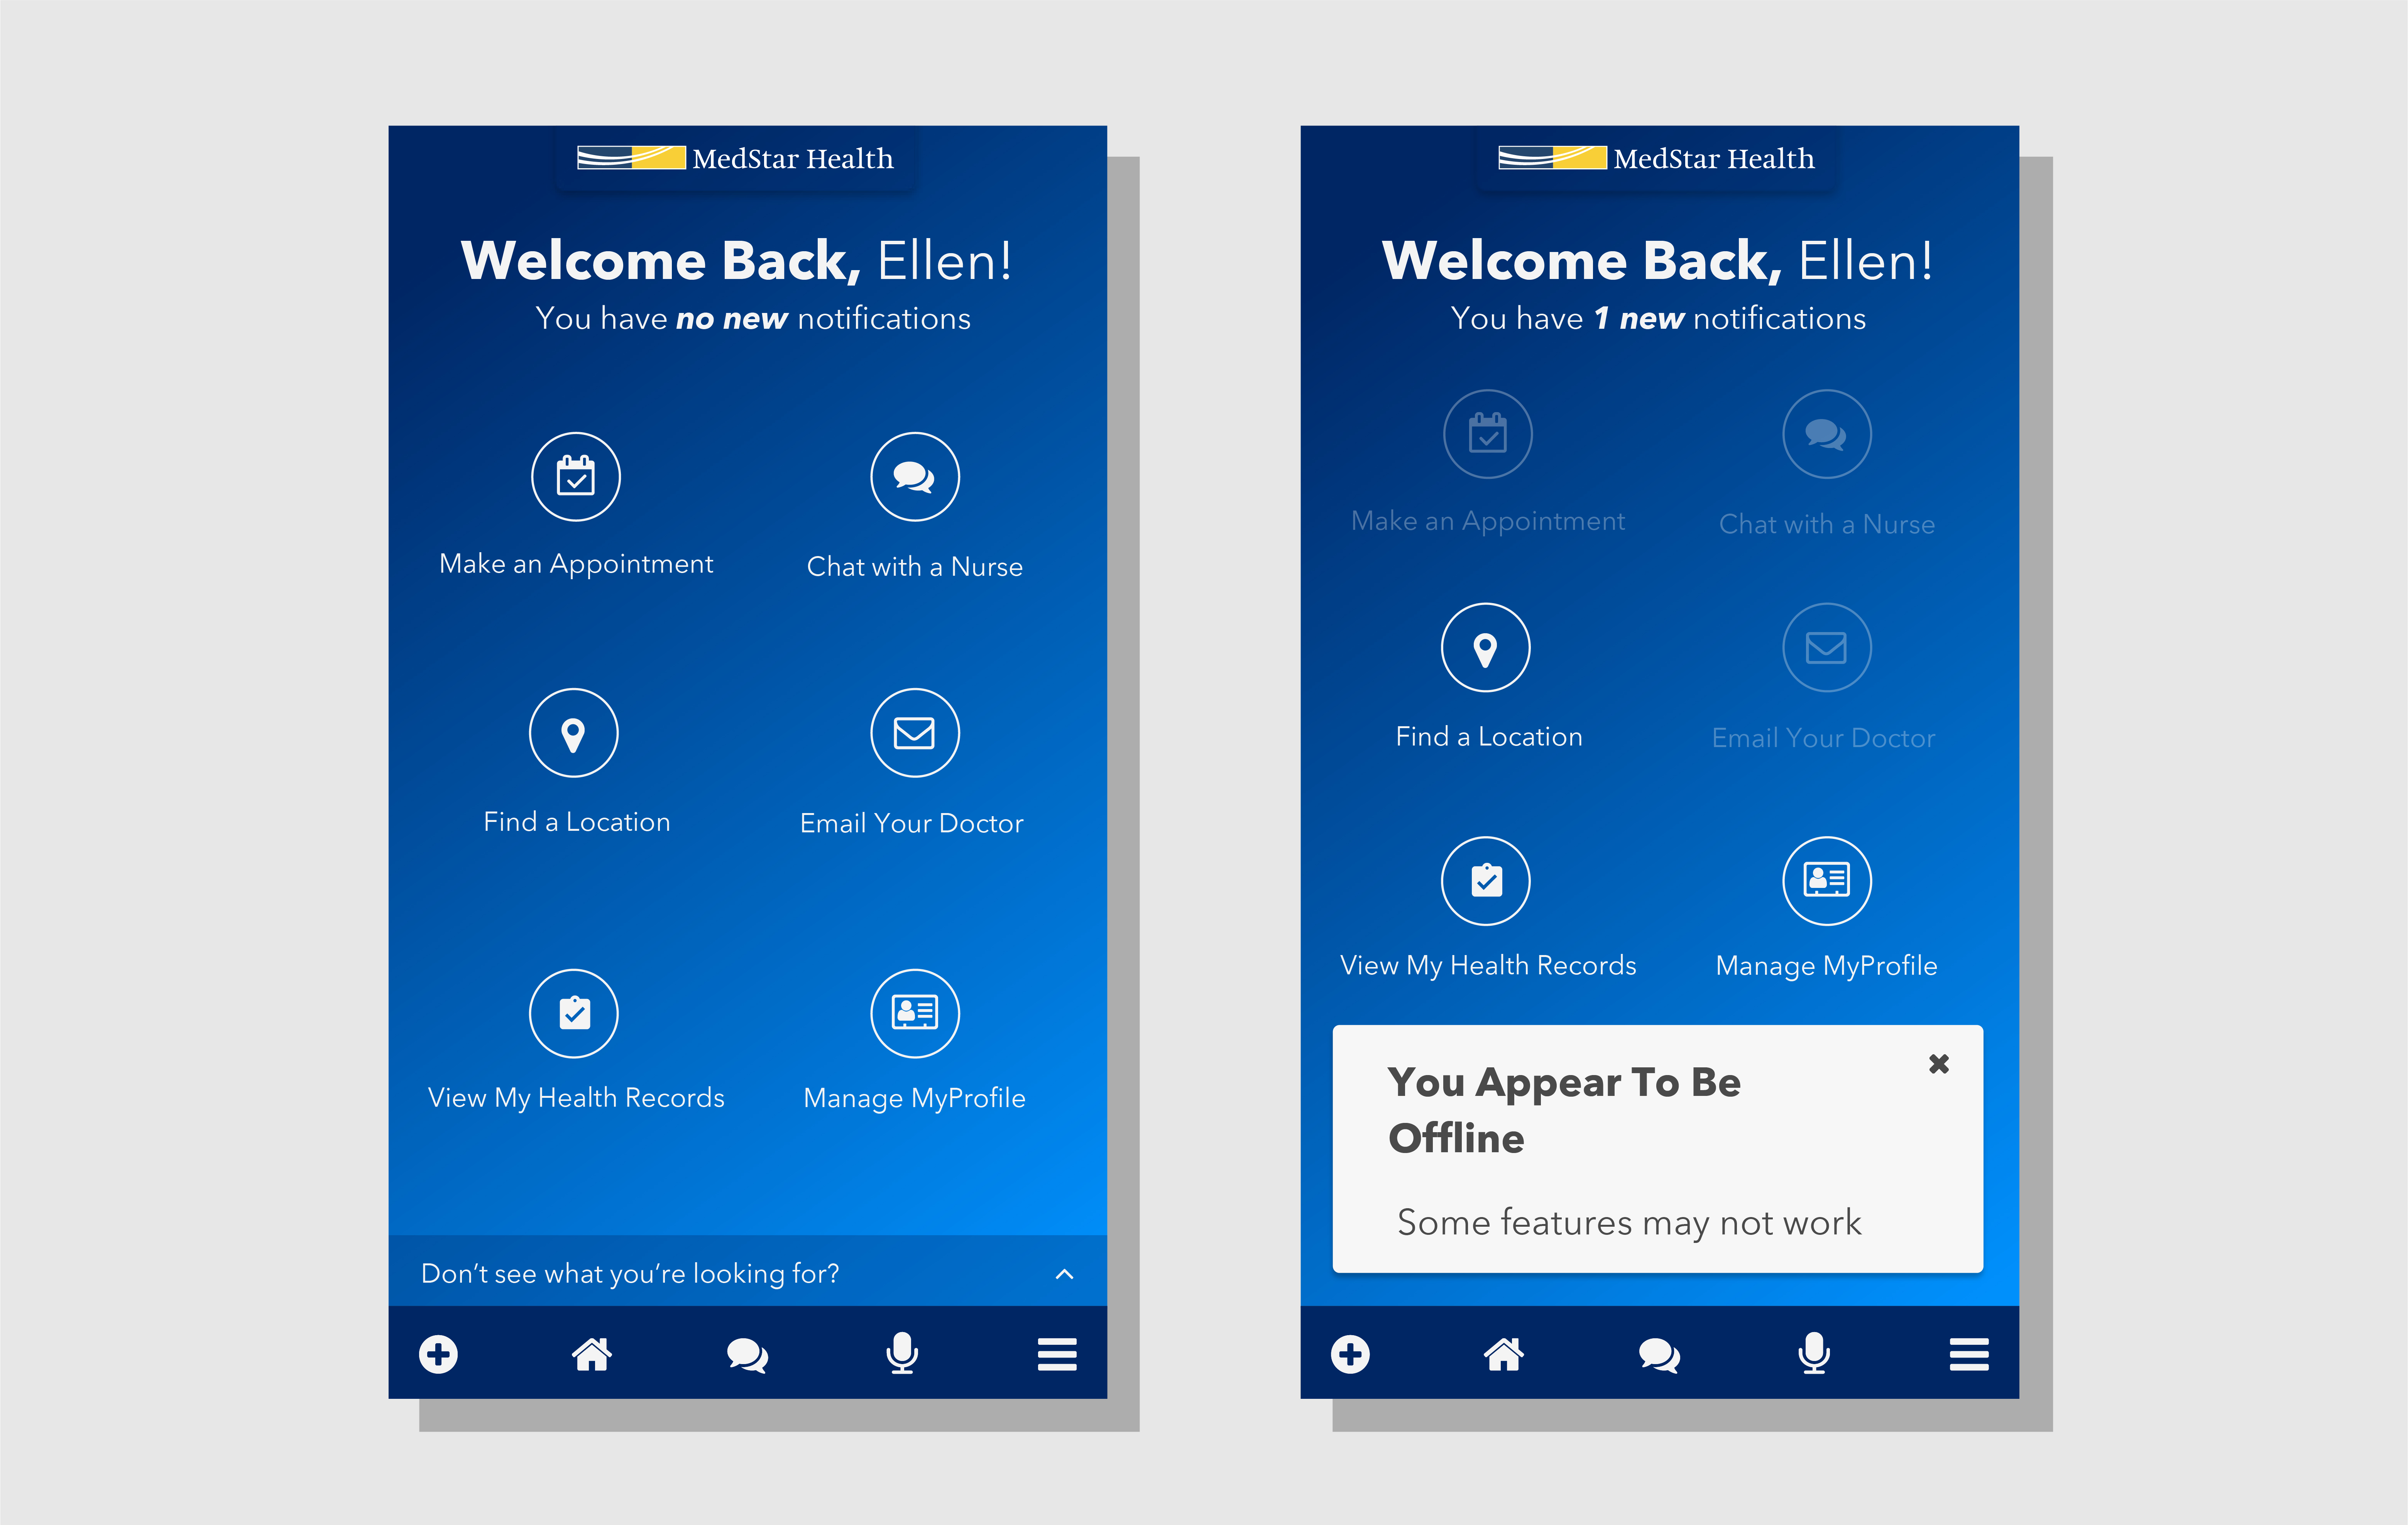 MedStar Health
Welcome Back, Ellen!
You have no new notifications
Make an Appointment
Chat with a Nurse
Find a Location
Email Your Doctor
View My Health Records
Manage MyProfile
Don't see what you're looking for?
MedStar Health
Welcome Back, Ellen!
You have 1 new notifications
Make an Appointment
Chat with a Nurse
Find a Location
Email Your Doctor
View My Health Records
Manage MyProfile
You Appear To Be
Offline
Some features may not work